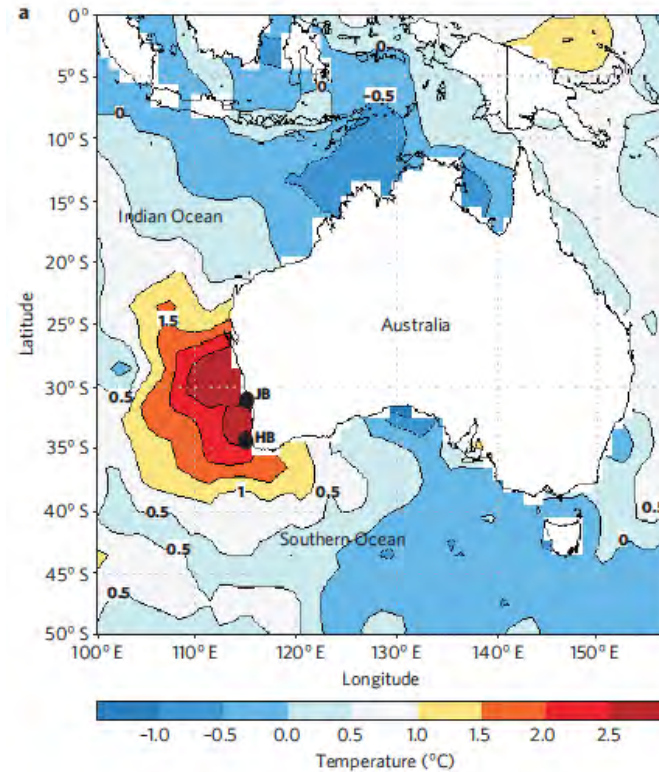 a
0°
5° S
10° S
15° S
20° S
25° S
30° S
35° S
40° S
45° S
50° S
Latitude
0
0
0
-0.5
Indian Ocean
1.5
Australia
0.5
JB
HB
1
0.5
0.5
0.5
Southern Ocean
0.5
0.5
0
100° E
110° E
120° E
130° E
140° E
150° E
Longitude
-1.0
-0.5
0.0
0.5
1.0
1.5
2.0
2.5
Temperature (°C)